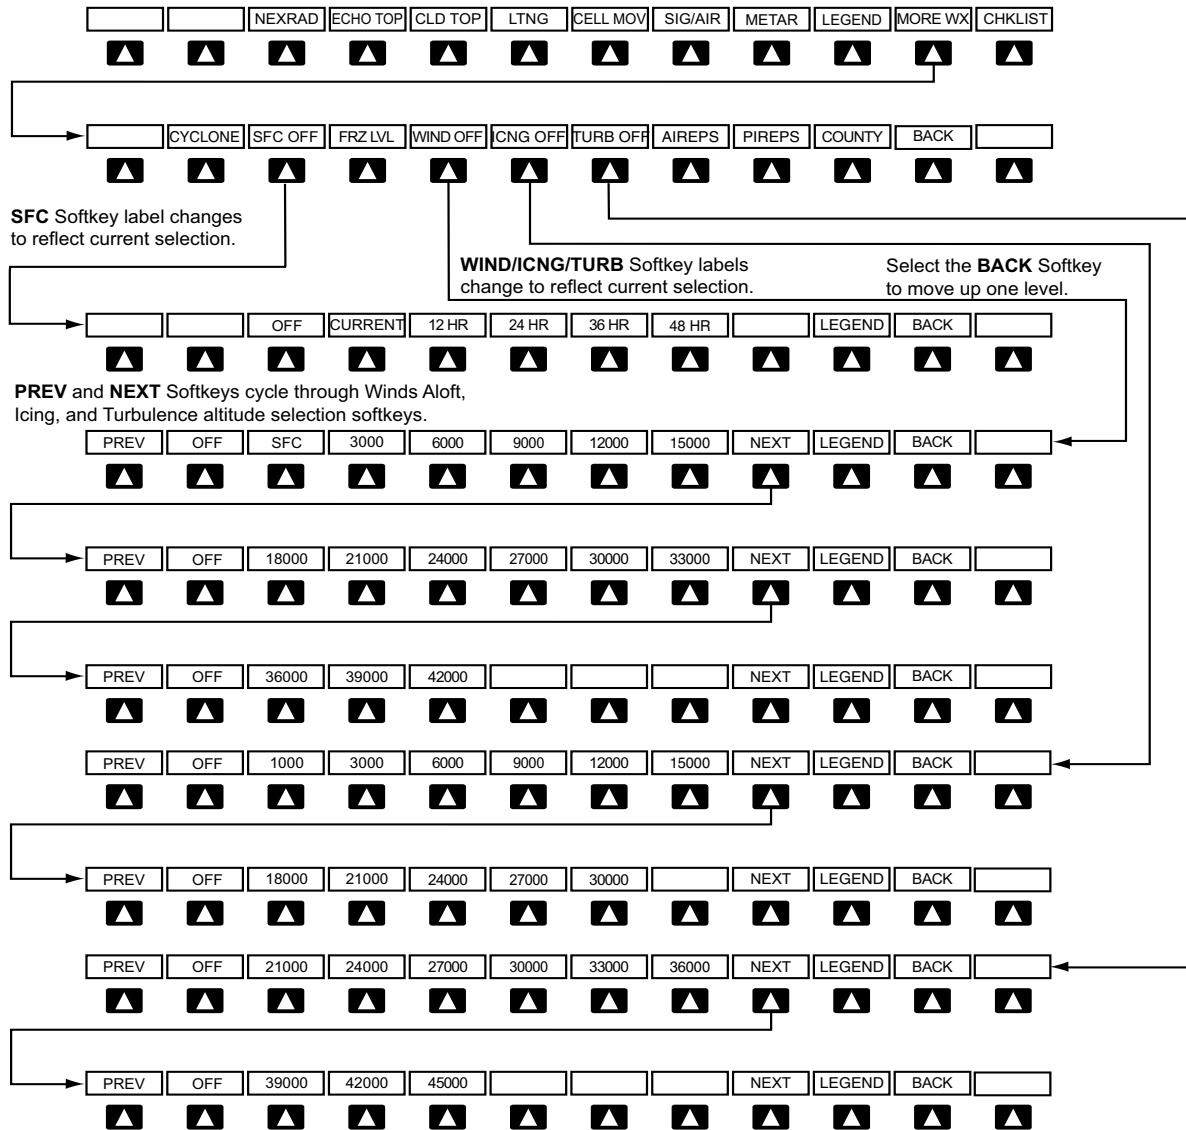 NEXRAD ECHO TOP CLD TOP LTNG CELL MOV SIG/AIR METAR LEGEND MORE WX CHKLIST
CYCLONE SFC OFF FRZ LVL WIND OFF ICNG OFF TURB OFF AIREPS PIREPS COUNTY BACK
SFC Softkey label changes
to reflect current selection.
WIND/ICNG/TURB Softkey labels
change to reflect current selection.
Select the BACK Softkey
to move up one level.
OFF CURRENT 12 HR 24 HR 36 HR 48 HR LEGEND BACK
PREV and NEXT Softkeys cycle through Winds Aloft,
Icing, and Turbulence altitude selection softkeys.
PREV OFF SFC 3000 6000 9000 12000 15000 NEXT LEGEND BACK
PREV OFF 18000 21000 24000 27000 30000 33000 NEXT LEGEND BACK
PREV OFF 36000 39000 42000 NEXT LEGEND BACK
PREV OFF 1000 3000 6000 9000 12000 15000 NEXT LEGEND BACK
PREV OFF 18000 21000 24000 27000 30000 NEXT LEGEND BACK
PREV OFF 21000 24000 27000 30000 33000 36000 NEXT LEGEND BACK
PREV OFF 39000 42000 45000 NEXT LEGEND BACK